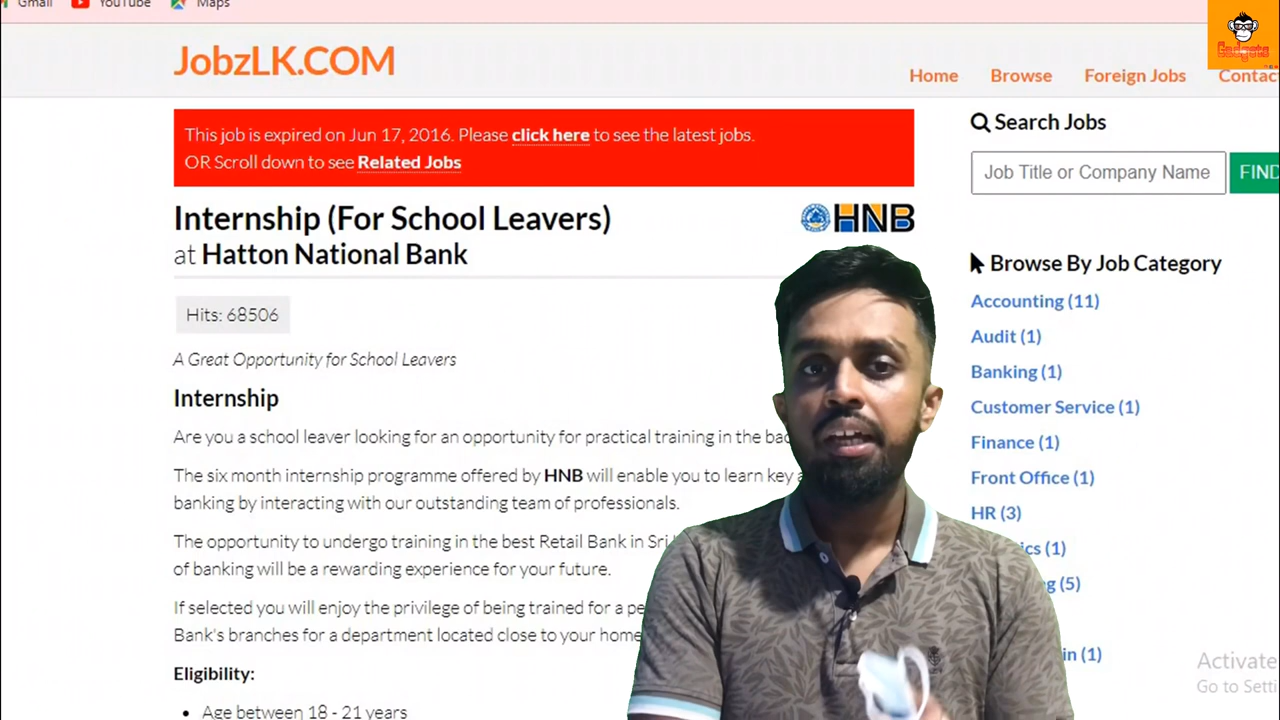 Gmail YouTube Maps
Gadgets
JobzLK.COM
Home Browse Foreign Jobs Contac
This job is expired on Jun 17, 2016. Please click here to see the latest jobs.
OR Scroll down to see Related Jobs
Internship (For School Leavers)
at Hatton National Bank
HNB
Hits: 68506
A Great Opportunity for School Leavers
Internship
Are you a school leaver looking for an opportunity for practical training in the
The six month internship programme offered by HNB will enable you to learn key
banking by interacting with our outstanding team of professionals.
The opportunity to undergo training in the best Retail Bank in Sri
of banking will be a rewarding experience for your future.
If selected you will enjoy the privilege of being trained for a
Bank's branches for a department located close to your home
Eligibility:
• Age between 18 - 21 years
Search Jobs
Job Title or Company Name FIND
Browse By Job Category
Accounting (11)
Audit (1)
Banking (1)
Customer Service (1)
Finance (1)
Front Office (1)
HR (3)
(1)
(5)
(1)
Activate
Go to Setti